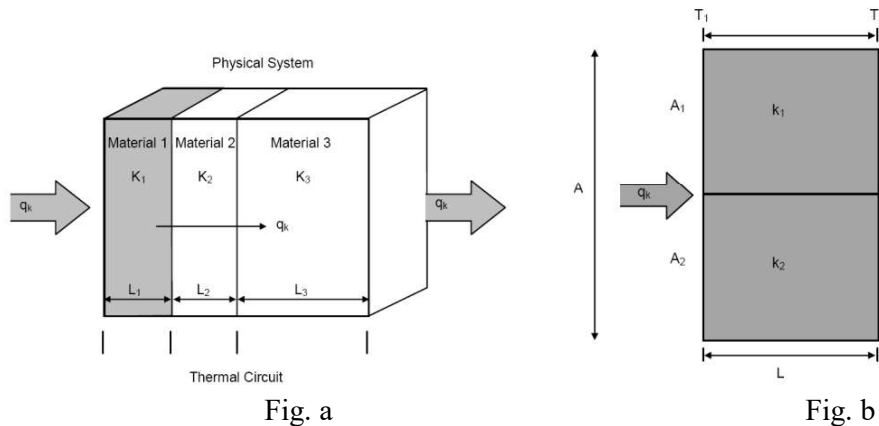 Physical System
Material 1 Material 2 Material 3
K₁ K₂ K₃
qₖ
qₖ
qₖ
L₁ L₂ L₃
Thermal Circuit
Fig. a
T₁ T
A₁ k₁
A
qₖ
A₂ k₂
L
Fig. b